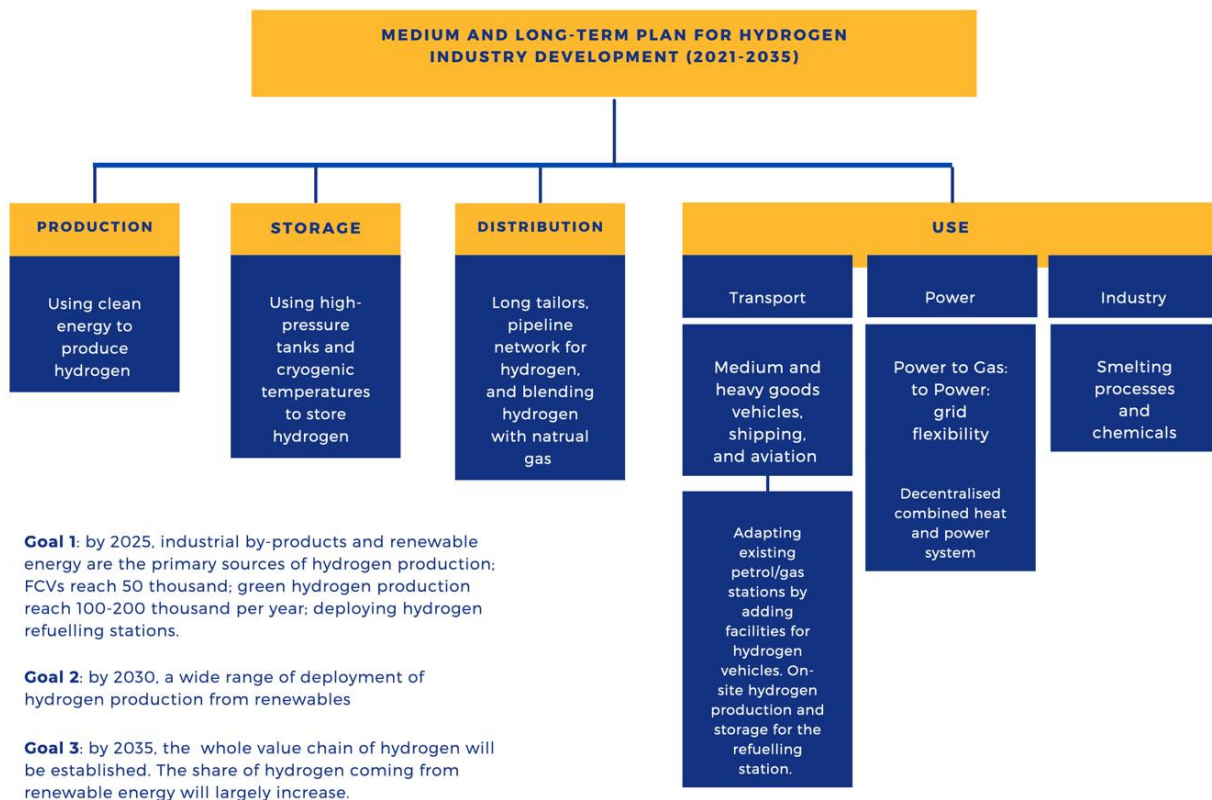 MEDIUM AND LONG-TERM PLAN FOR HYDROGEN
INDUSTRY DEVELOPMENT (2021-2035)
PRODUCTION
Using clean
energy to
produce
hydrogen
STORAGE
Using high-
pressure
tanks and
cryogenic
temperatures
to store
hydrogen
DISTRIBUTION
Long tailors,
pipeline
network for
hydrogen,
and blending
hydrogen
with natrual
gas
USE
Transport
Medium and
heavy goods
vehicles,
shipping,
and aviation
Adapting
existing
petrol/gas
stations by
adding
facilities for
hydrogen
vehicles. On-
site hydrogen
production and
storage for the
refuelling
station.
Power
Power to Gas:
to Power:
grid
flexibility
Decentralised
combined heat
and power
system
Industry
Smelting
processes
and
chemicals
Goal 1: by 2025, industrial by-products and renewable
energy are the primary sources of hydrogen production;
FCVs reach 50 thousand; green hydrogen production
reach 100-200 thousand per year; deploying hydrogen
refuelling stations.
Goal 2: by 2030, a wide range of deployment of
hydrogen production from renewables
Goal 3: by 2035, the whole value chain of hydrogen will
be established. The share of hydrogen coming from
renewable energy will largely increase.